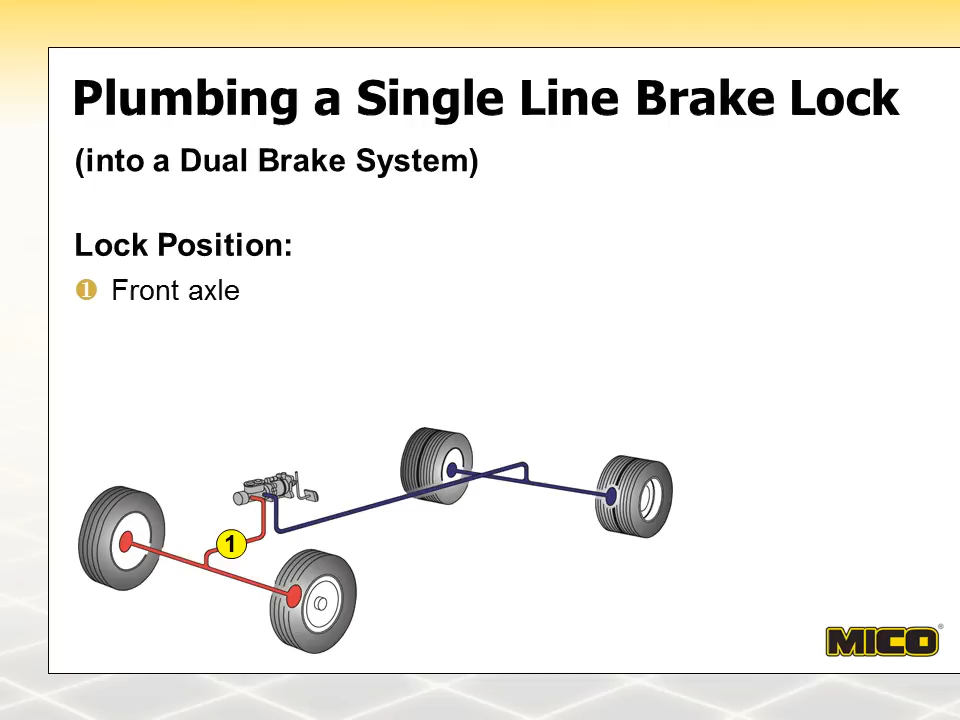 Plumbing a Single Line Brake Lock
(into a Dual Brake System)
Lock Position:
❶ Front axle
1
MICO®